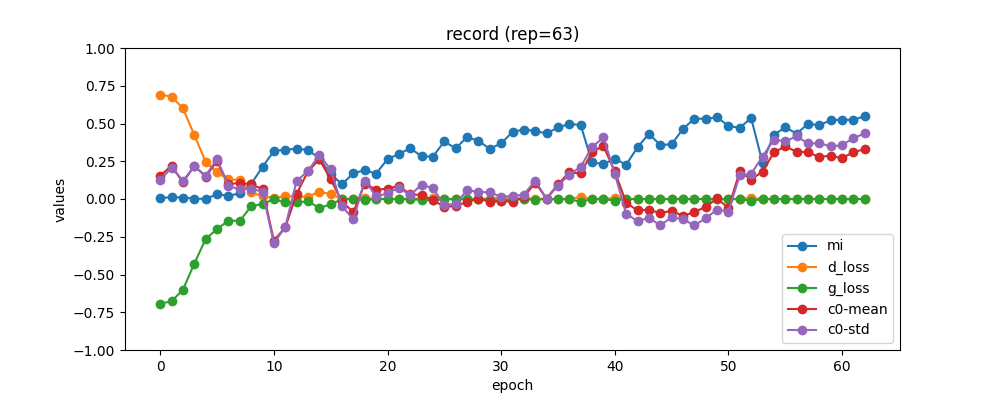 record (rep=63)
1.00
0.75
0.50
0.25
0.00
−0.25
−0.50
−0.75
−1.00
values
mi
d_loss
g_loss
c0-mean
c0-std
0 10 20 30 40 50 60
epoch